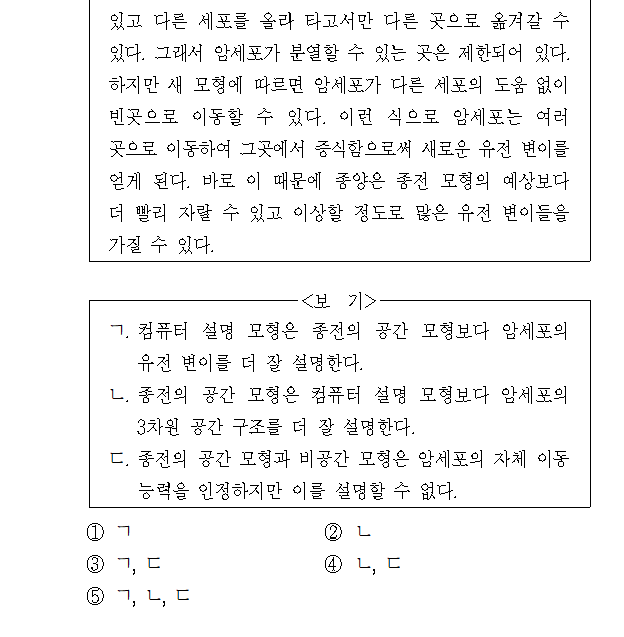 있고 다른 세포를 올라 타고서만 다른 곳으로 옮겨갈 수
있다. 그래서 암세포가 분열할 수 있는 곳은 제한되어 있다.
하지만 새 모형에 따르면 암세포가 다른 세포의 도움 없이
빈곳으로 이동할 수 있다. 이런 식으로 암세포는 여러
곳으로 이동하여 그곳에서 증식함으로써 새로운 유전 변이를
얻게 된다. 바로 이 때문에 종양은 종전 모형의 예상보다
더 빨리 자랄 수 있고 이상할 정도로 많은 유전 변이들을
가질 수 있다.
<보 기>
ㄱ. 컴퓨터 설명 모형은 종전의 공간 모형보다 암세포의
유전 변이를 더 잘 설명한다.
ㄴ. 종전의 공간 모형은 컴퓨터 설명 모형보다 암세포의
3차원 공간 구조를 더 잘 설명한다.
ㄷ. 종전의 공간 모형과 비공간 모형은 암세포의 자체 이동
능력을 인정하지만 이를 설명할 수 없다.
① ㄱ ② ㄴ
③ ㄱ, ㄷ ④ ㄴ, ㄷ
⑤ ㄱ, ㄴ, ㄷ